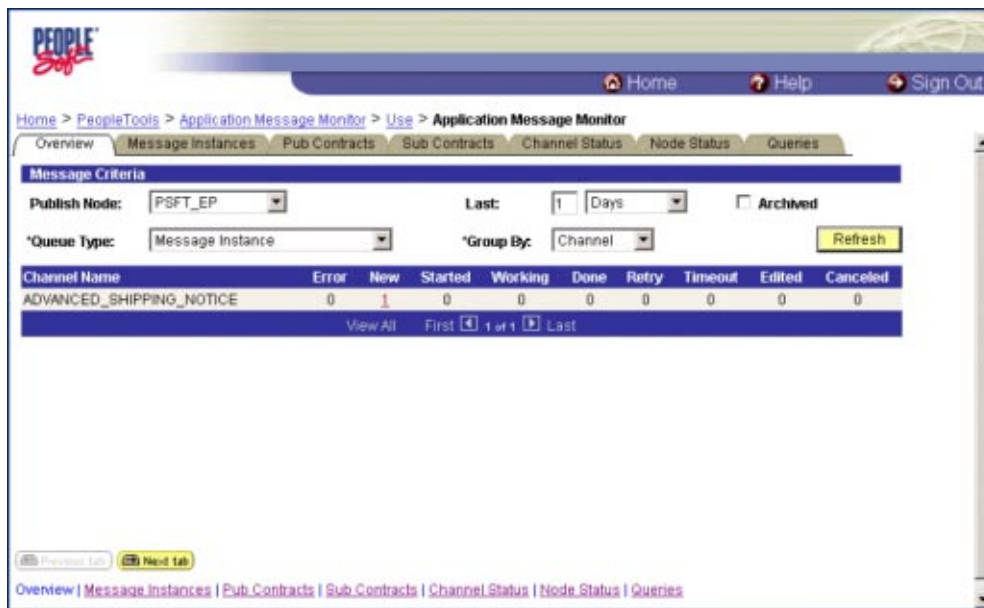 PEOPLE
Soft
Home Help Sign Out
Home > PeopleTools > Application Message Monitor > Use > Application Message Monitor
Overview Message Instances Pub Contracts Sub Contracts Channel Status Node Status Queries
Message Criteria
Publish Node: PSFT_EP Last: 1 Days Archived
*Queue Type: Message Instance *Group By: Channel Refresh
Channel Name Error New Started Working Done Retry Timeout Edited Canceled
ADVANCED_SHIPPING_NOTICE 0 1 0 0 0 0 0 0 0
View All First 1 of 1 Last
Previous tab Next tab
Overview | Message Instances | Pub Contracts | Sub Contracts | Channel Status | Node Status | Queries